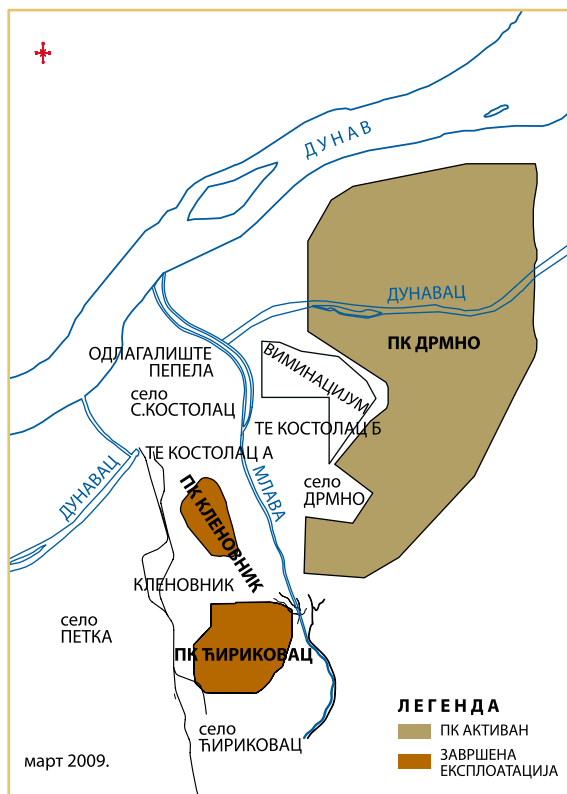 ДУНАВ
ДУНАВАЦ
ПК ДРМНО
ОДЛАГАЛИШТЕ
ПЕПЕЛА
ВИМИНАЦИЈУМ
село
С.КОСТОЛАЦ
ТЕ КОСТОЛАЦ Б
ТЕ КОСТОЛАЦ А
ДУНАВАЦ
МЛАВА
село
ДРМНО
ПК КЛЕНОВНИК
КЛЕНОВНИК
село
ПЕТКА
ПК ЋИРИКОВАЦ
село
ЋИРИКОВАЦ
март 2009.
ЛЕГЕНДА
ПК АКТИВАН
ЗАВРШЕНА
ЕКСПЛОАТАЦИЈА